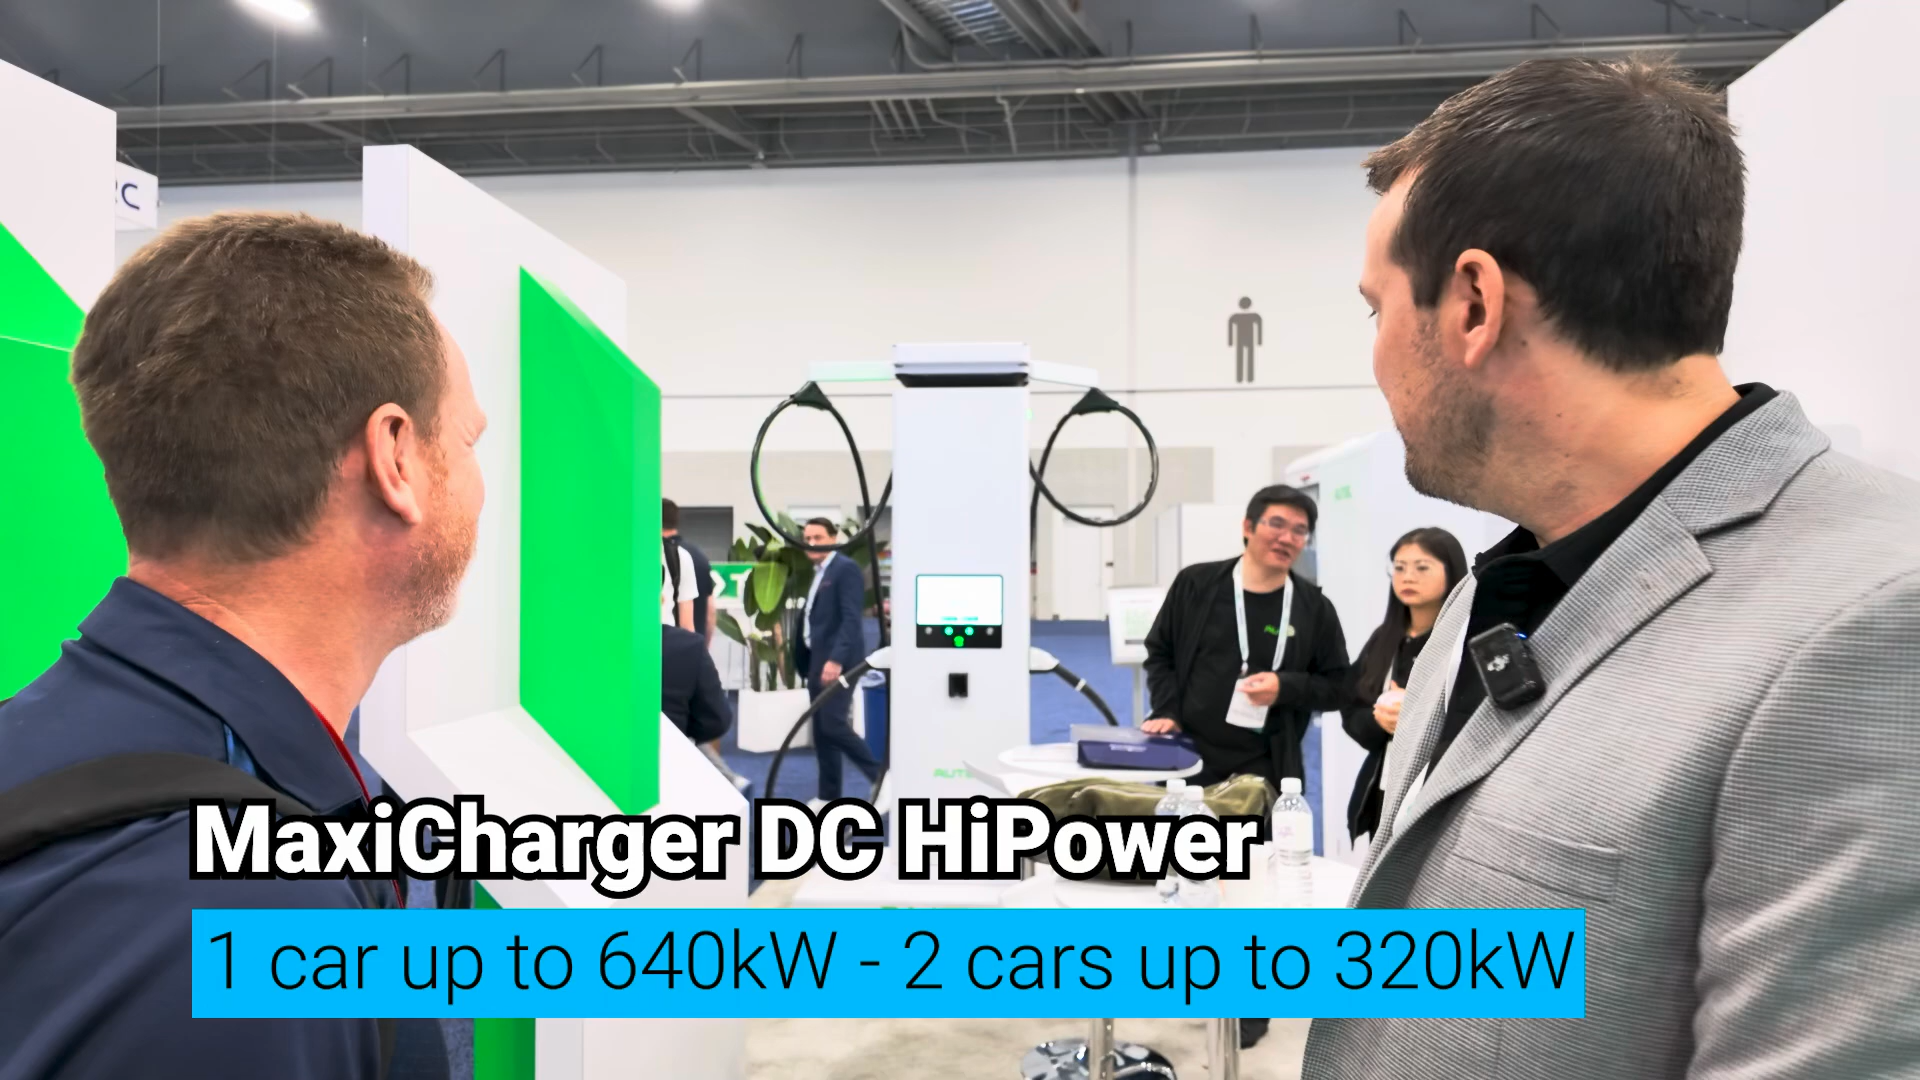 MaxiCharger DC HiPower
1 car up to 640kW - 2 cars up to 320kW